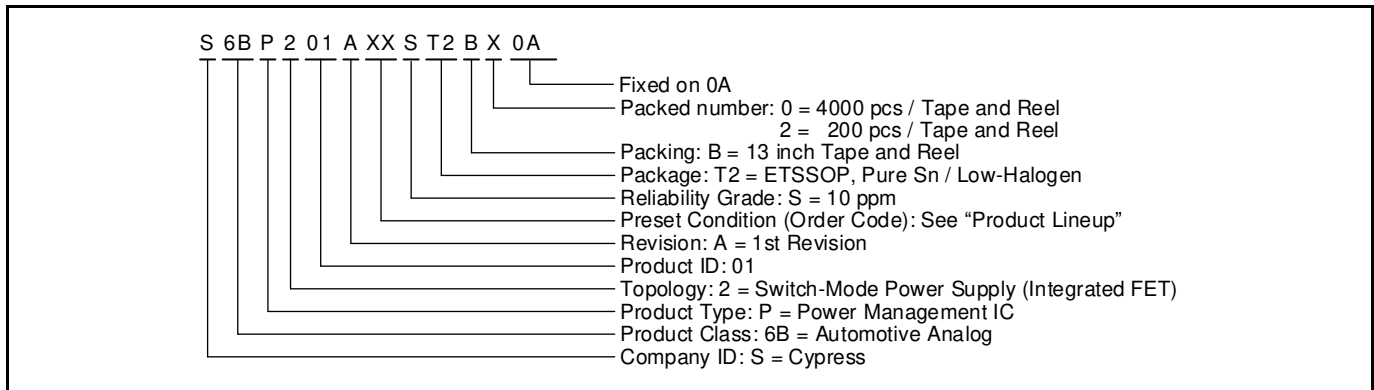 S 6B P 2 01 A XX S T2 B X 0A
Fixed on 0A
Packed number: 0 = 4000 pcs / Tape and Reel
2 = 200 pcs / Tape and Reel
Packing: B = 13 inch Tape and Reel
Package: T2 = ETSSOP, Pure Sn / Low-Halogen
Reliability Grade: S = 10 ppm
Preset Condition (Order Code): See “Product Lineup”
Revision: A = 1st Revision
Product ID: 01
Topology: 2 = Switch-Mode Power Supply (Integrated FET)
Product Type: P = Power Management IC
Product Class: 6B = Automotive Analog
Company ID: S = Cypress